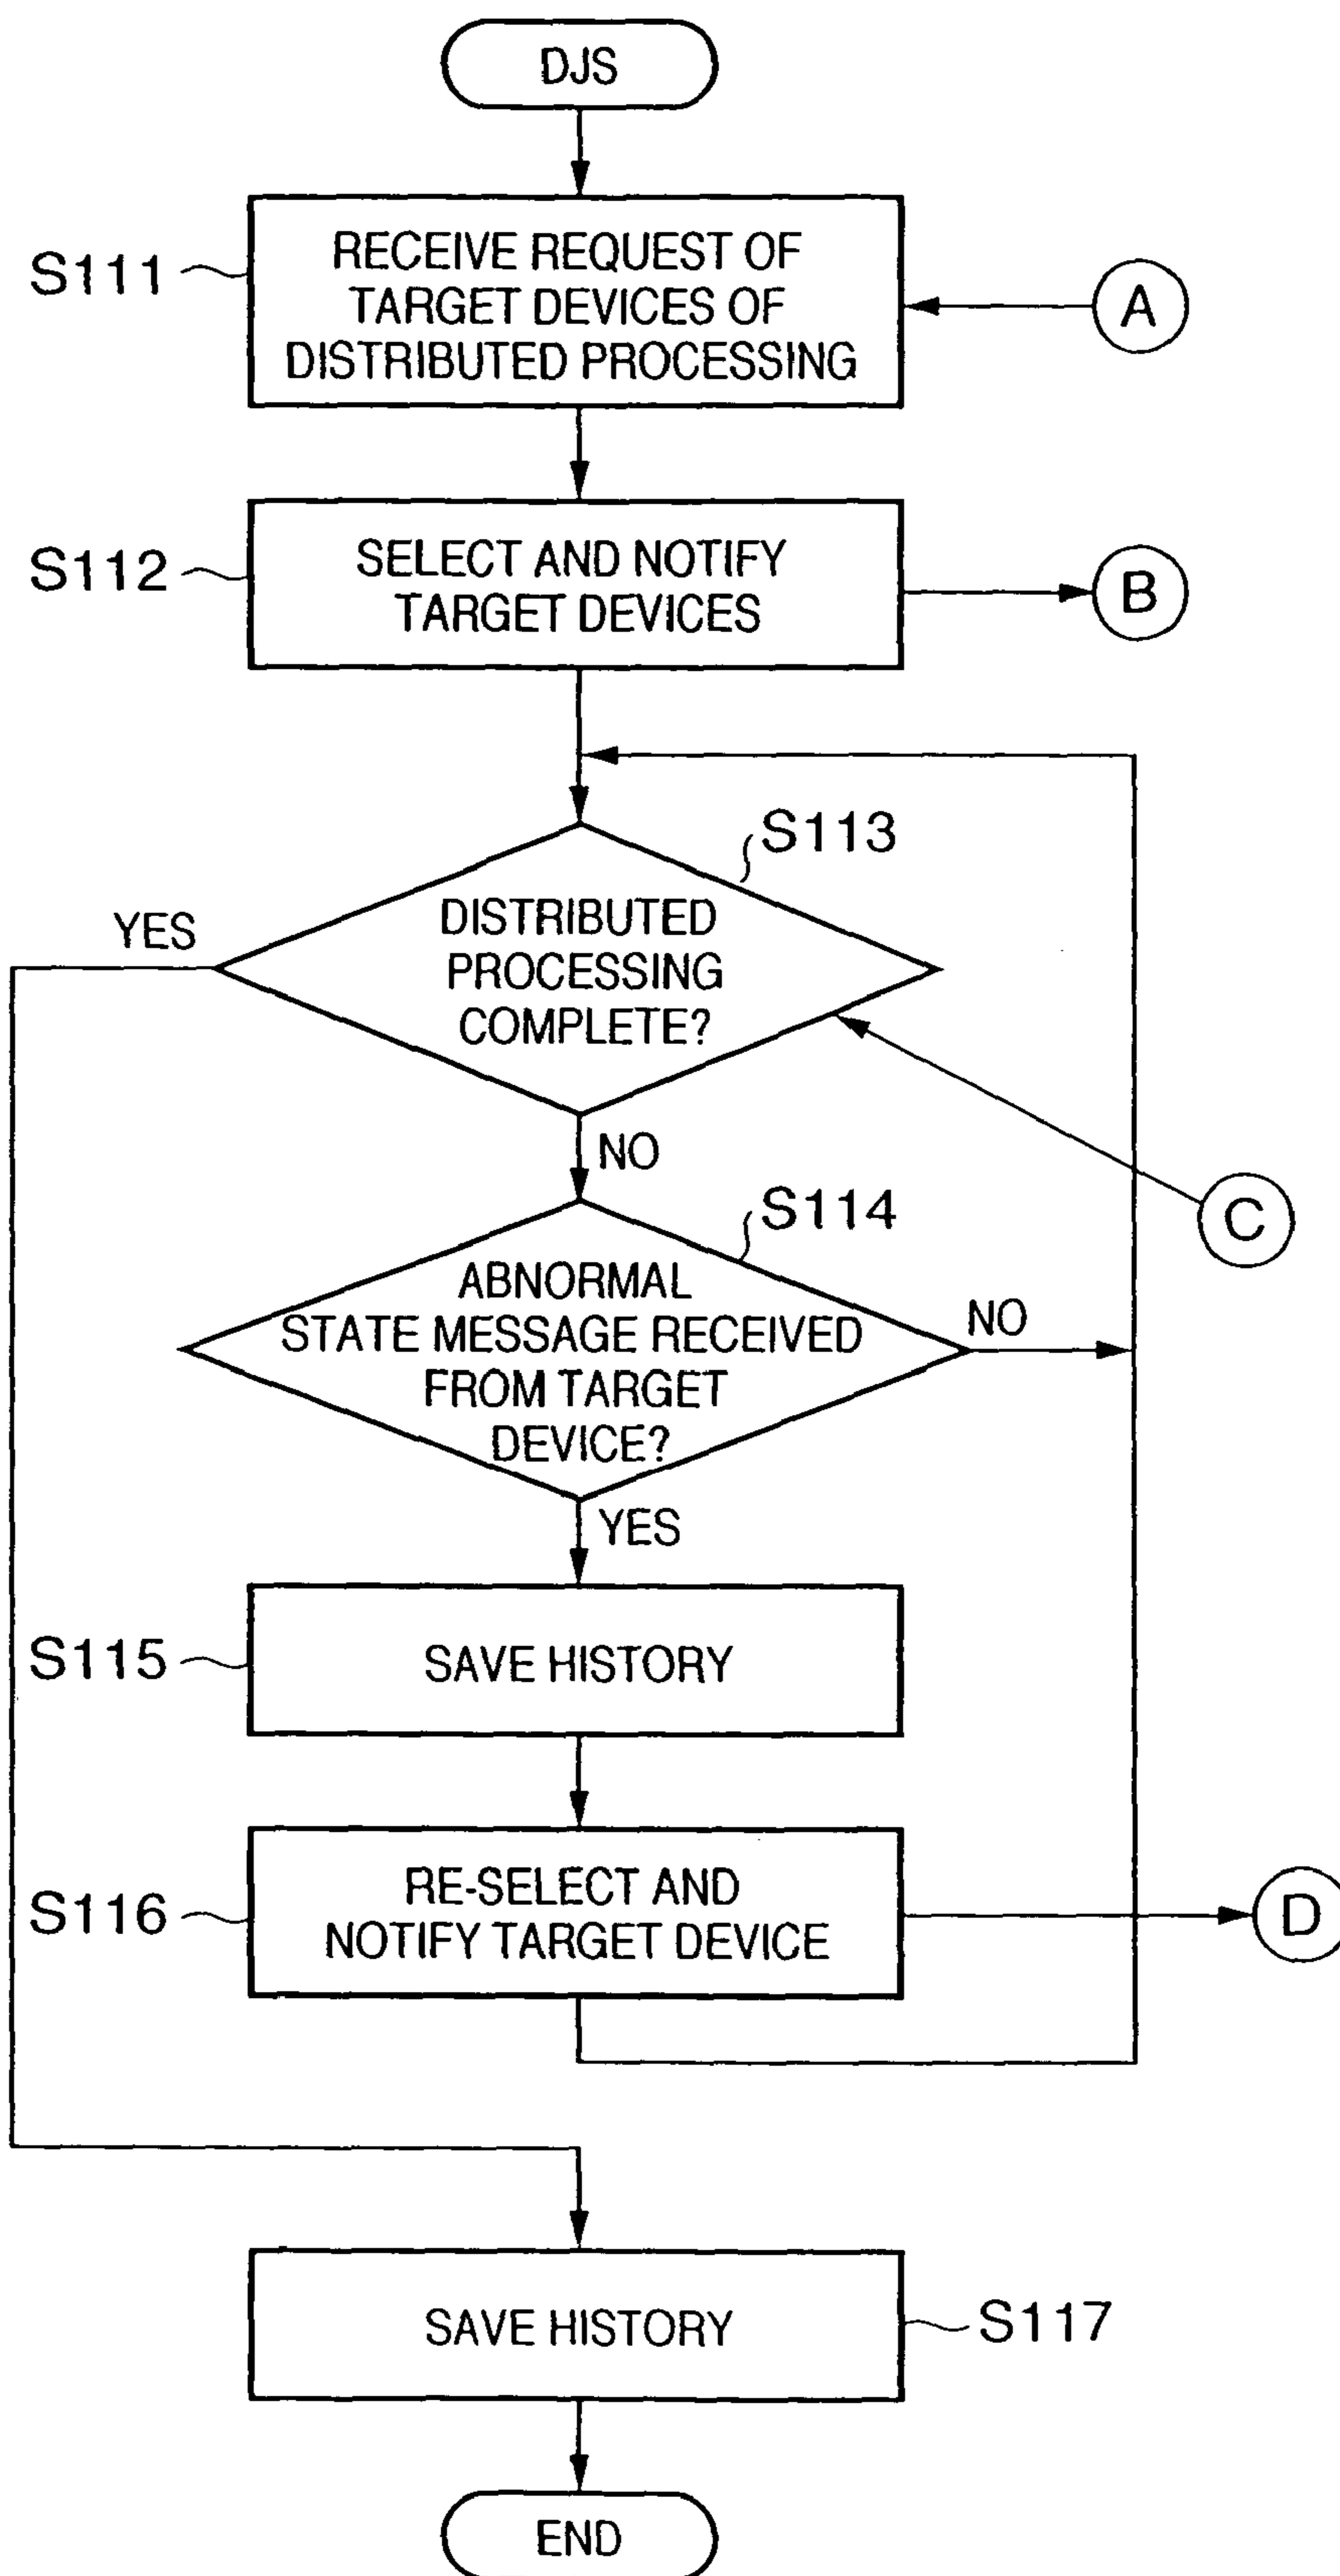 DJS
S111
RECEIVE REQUEST OF
TARGET DEVICES OF
DISTRIBUTED PROCESSING
A
S112
SELECT AND NOTIFY
TARGET DEVICES
B
S113
YES
DISTRIBUTED
PROCESSING
COMPLETE?
NO
C
S114
ABNORMAL
STATE MESSAGE RECEIVED
FROM TARGET
DEVICE?
NO
YES
S115
SAVE HISTORY
S116
RE-SELECT AND
NOTIFY TARGET DEVICE
D
SAVE HISTORY
S117
END